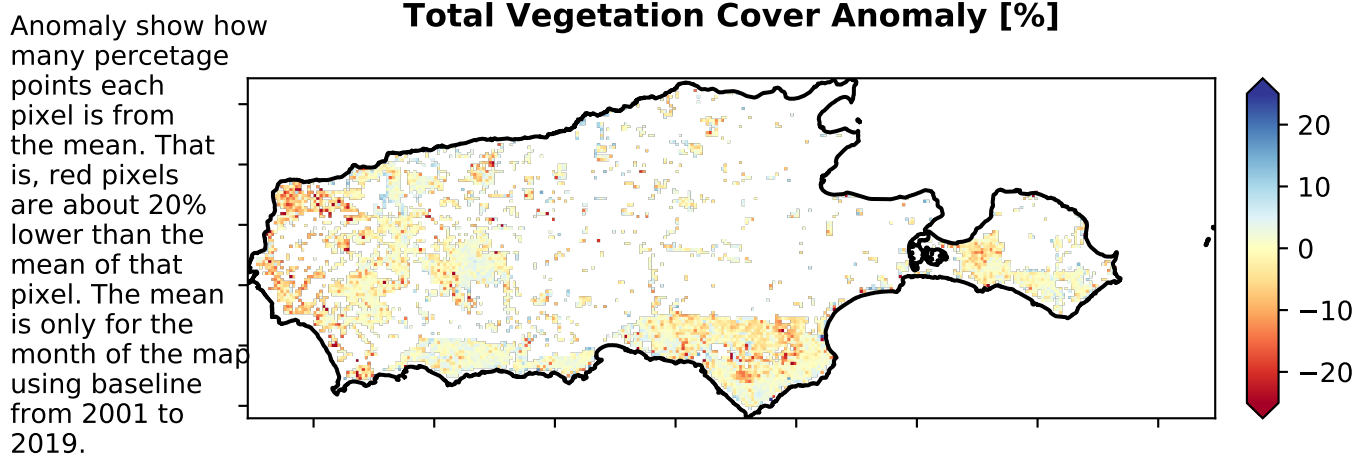 Total Vegetation Cover Anomaly [%]
Anomaly show how
many percetage
points each
pixel is from
the mean. That
is, red pixels
are about 20%
lower than the
mean of that
pixel. The mean
is only for the
month of the map
using baseline
from 2001 to
2019.
20
10
0
−10
−20